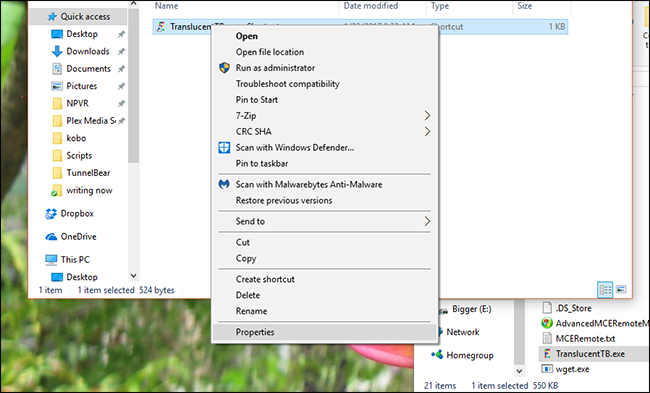 Quick access
Desktop
Downloads
Documents
Pictures
NPVR
Plex Media Se
kobo
Scripts
TunnelBear
writing now
Dropbox
OneDrive
This PC
Desktop
1 item 1 item selected 524 bytes
Name Date modified Type Size
Shortcut 1 KB
Open
Open file location
Run as administrator
Troubleshoot compatibility
Pin to Start
7-Zip
CRC SHA
Scan with Windows Defender...
Pin to taskbar
Scan with Malwarebytes Anti-Malware
Restore previous versions
Send to
Cut
Copy
Create shortcut
Delete
Rename
Properties
Bigger (E:)
Network
Homegroup
.DS_Store
AdvancedMCERemoteM
MCERemote.txt
TranslucentTB.exe
wget.exe
21 items 1 item selected 550 KB